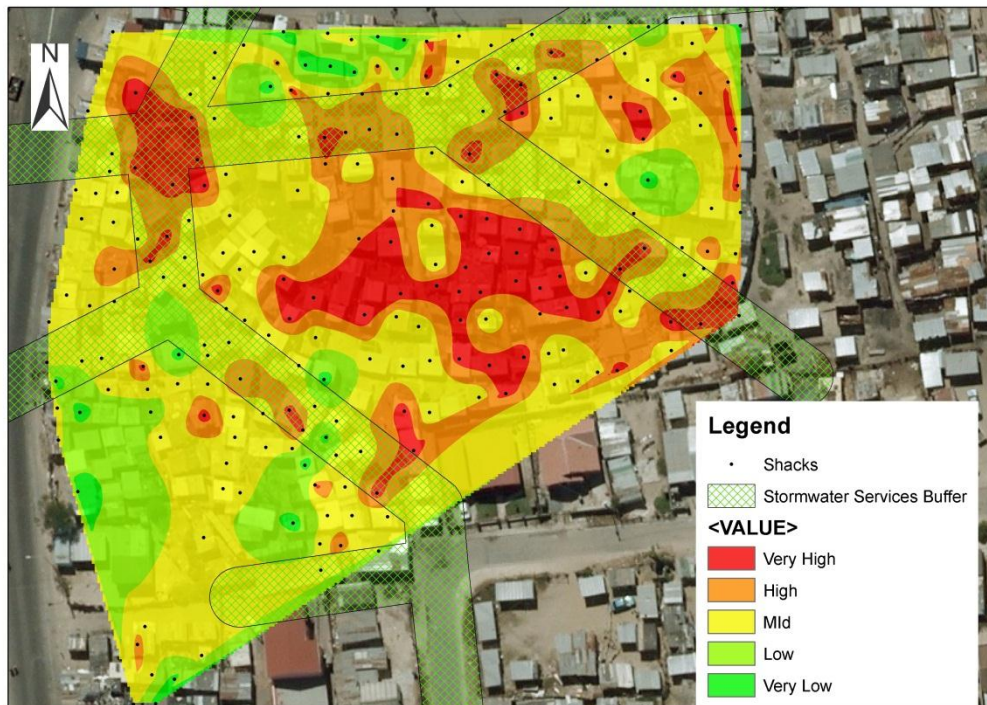 N
Legend
Shacks
Stormwater Services Buffer
<VALUE>
Very High
High
MId
Low
Very Low